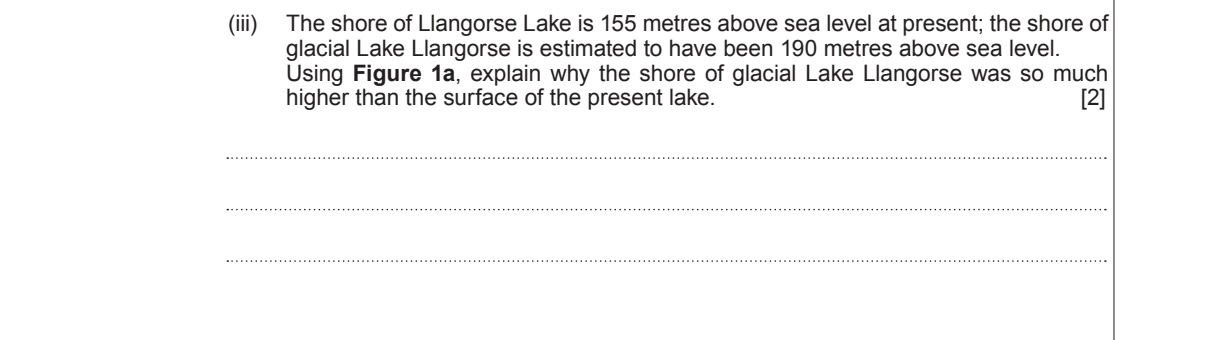 (iii) The shore of Llangorse Lake is 155 metres above sea level at present; the shore of
glacial Lake Llangorse is estimated to have been 190 metres above sea level.
Using Figure 1a, explain why the shore of glacial Lake Llangorse was so much
higher than the surface of the present lake. [2]